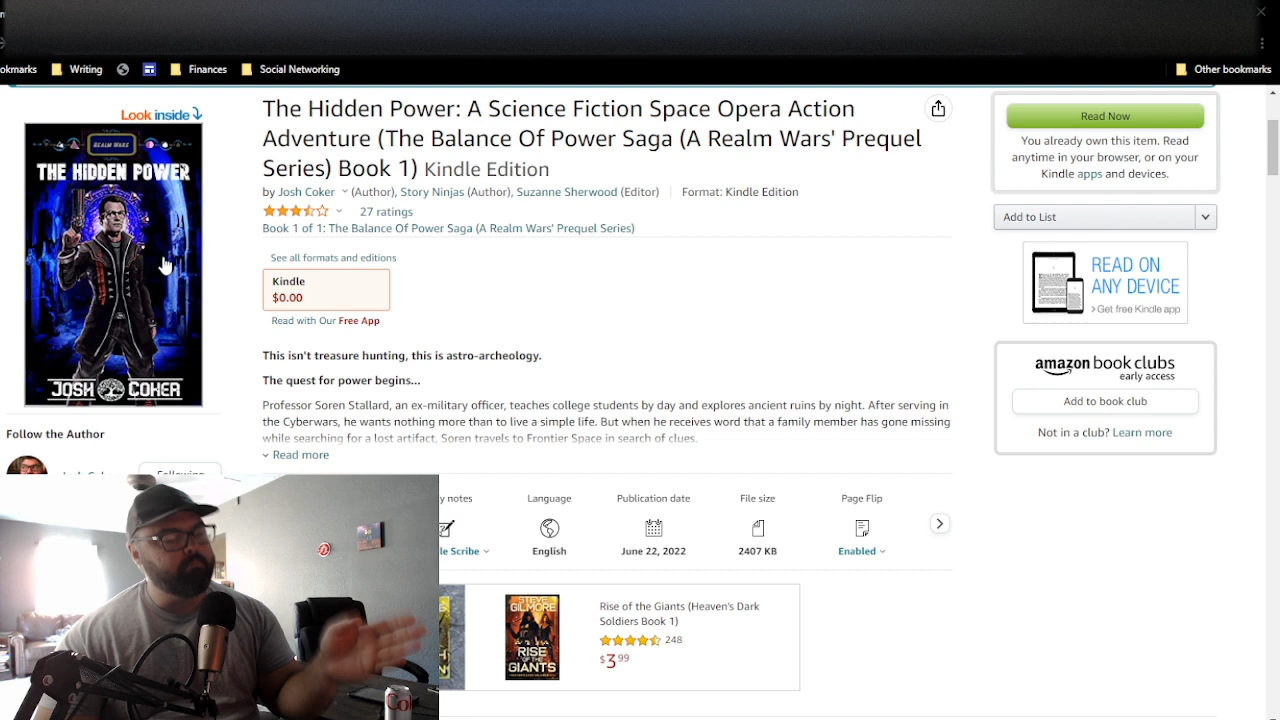 okmarks Writing Finances Social Networking Other bookmarks
Look inside
REALM WARS
THE HIDDEN POWER
JOSH COKER
Follow the Author
Following
The Hidden Power: A Science Fiction Space Opera Action
Adventure (The Balance Of Power Saga (A Realm Wars' Prequel
Series) Book 1) Kindle Edition
by Josh Coker (Author), Story Ninjas (Author), Suzanne Sherwood (Editor) Format: Kindle Edition
27 ratings
Book 1 of 1: The Balance Of Power Saga (A Realm Wars' Prequel Series)
See all formats and editions
Kindle
$0.00
Read with Our Free App
This isn't treasure hunting, this is astro-archeology.
The quest for power begins...
Professor Soren Stallard, an ex-military officer, teaches college students by day and explores ancient ruins by night. After serving in
the Cyberwars, he wants nothing more than to live a simple life. But when he receives word that a family member has gone missing
while searching for a lost artifact, Soren travels to Frontier Space in search of clues.
Read more
y notes Language Publication date File size Page Flip
le Scribe English June 22, 2022 2407 KB Enabled
STEVE
GILMORE
RISE
OF THE
GIANTS
Rise of the Giants (Heaven's Dark
Soldiers Book 1)
248
$3 99
Read Now
You already own this item. Read
anytime in your browser, or on your
Kindle apps and devices.
Add to List
READ ON
ANY DEVICE
Get free Kindle app
amazon book clubs
early access
Add to book club
Not in a club? Learn more